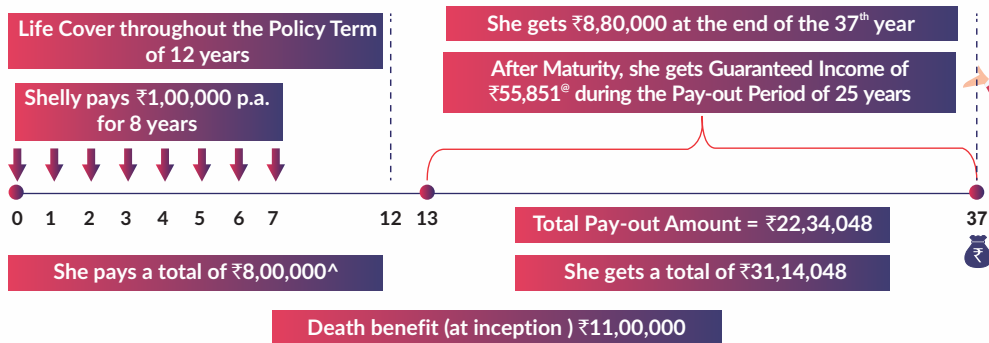 Life Cover throughout the Policy Term
of 12 years
She gets ₹8,80,000 at the end of the 37th year
After Maturity, she gets Guaranteed Income of
₹55,851@ during the Pay-out Period of 25 years
Shelly pays ₹1,00,000 p.a.
for 8 years
0 1 2 3 4 5 6 7 12 13 37
Total Pay-out Amount = ₹22,34,048
She pays a total of ₹8,00,000^
She gets a total of ₹31,14,048
₹
Death benefit (at inception ) ₹11,00,000